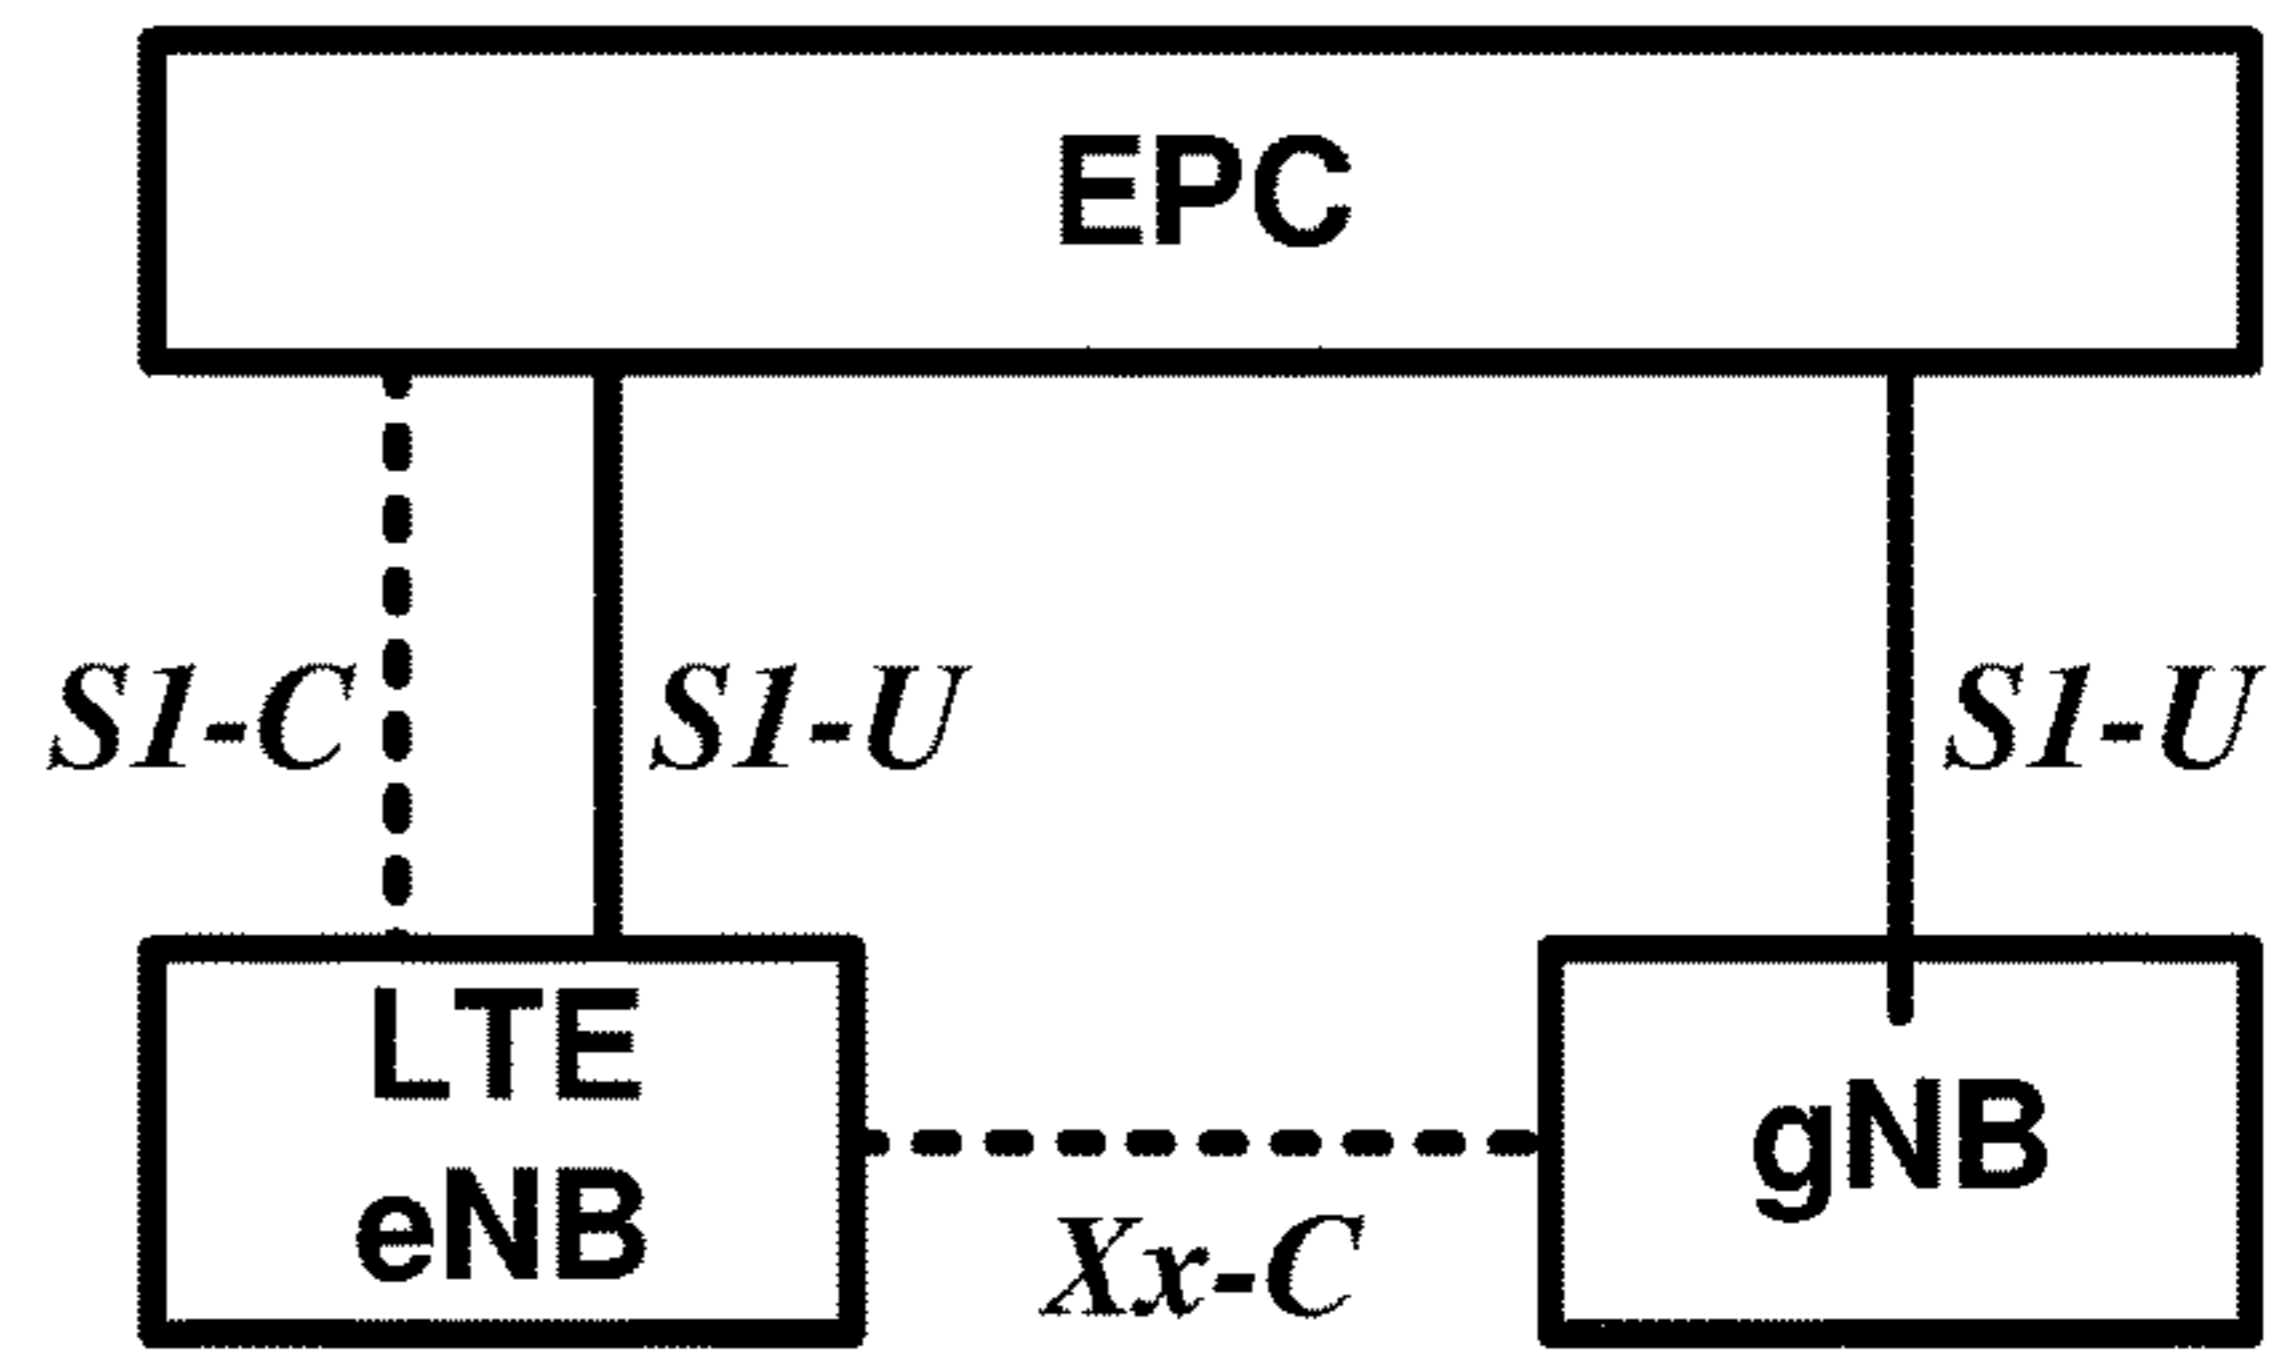 EPC
S1-C
S1-U
S1-U
LTE
eNB
gNB
Xx-C